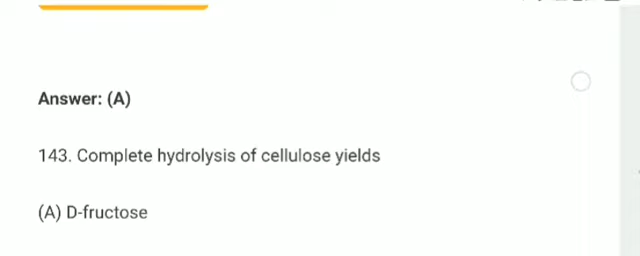 Answer: (A)
143. Complete hydrolysis of cellulose yields
(A) D-fructose